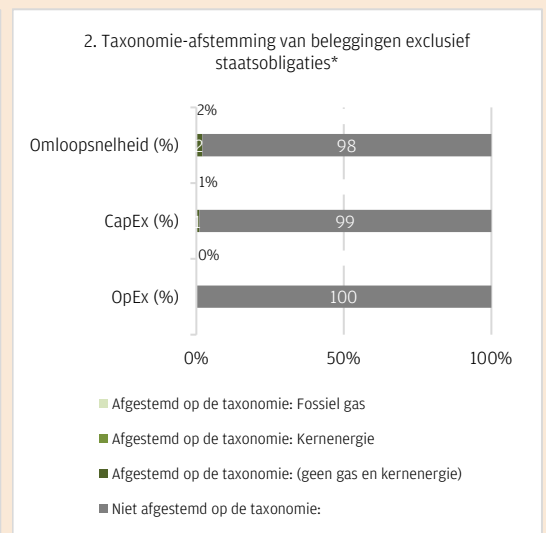 2. Taxonomie-afstemming van beleggingen exclusief
staatsobligaties*
2%
Omloopsnelheid (%)
2
98
1%
CapEx (%)
1
99
0%
OpEx (%)
100
0%
50%
100%
Afgestemd op de taxonomie: Fossiel gas
Afgestemd op de taxonomie: Kernenergie
Afgestemd op de taxonomie: (geen gas en kernenergie)
Niet afgestemd op de taxonomie: